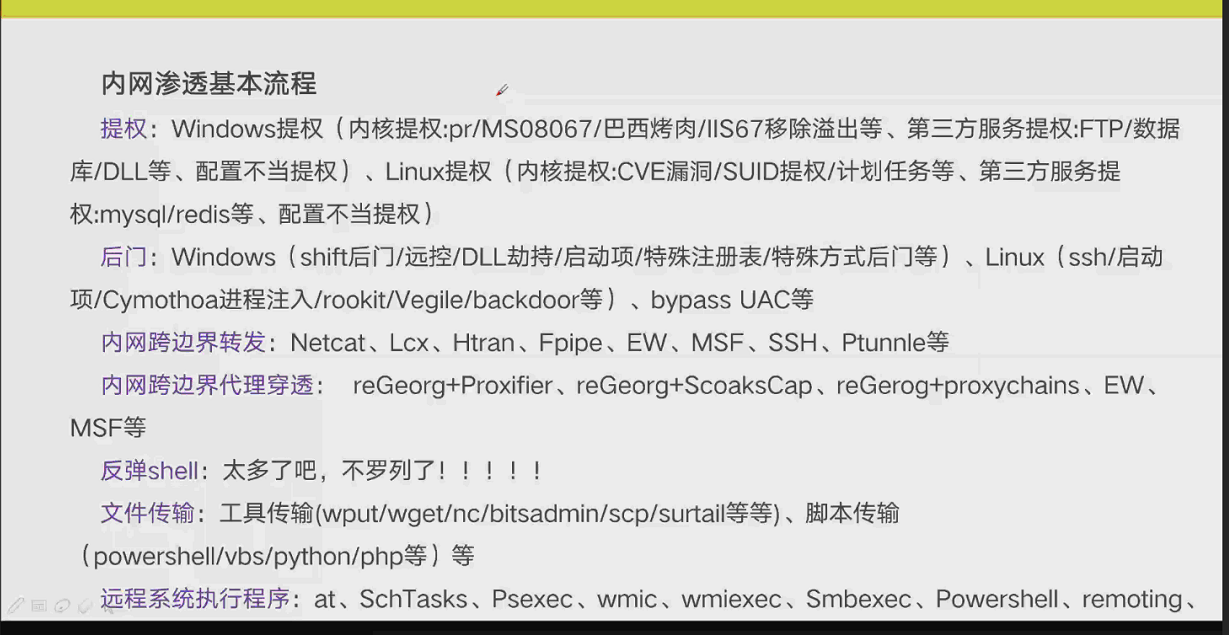 内网渗透基本流程
提权：Windows提权（内核提权:pr/MS08067/巴西烤肉/IIS67移除溢出等、第三方服务提权:FTP/数据
库/DLL等、配置不当提权）、Linux提权（内核提权:CVE漏洞/SUID提权/计划任务等、第三方服务提
权:mysql/redis等、配置不当提权）
后门：Windows（shift后门/远控/DLL劫持/启动项/特殊注册表/特殊方式后门等）、Linux（ssh/启动
项/Cymothoa进程注入/rookit/Vegile/backdoor等）、bypass UAC等
内网跨边界转发：Netcat、Lcx、Htran、Fpipe、EW、MSF、SSH、Ptunnle等
内网跨边界代理穿透： reGeorg+Proxifier、reGeorg+ScoaksCap、reGerog+proxychains、EW、
MSF等
反弹shell：太多了吧，不罗列了！！！！！
文件传输：工具传输(wput/wget/nc/bitsadmin/scp/surtail等等)、脚本传输
（powershell/vbs/python/php等）等
远程系统执行程序：at、SchTasks、Psexec、wmic、wmiexec、Smbexec、Powershell、remoting、